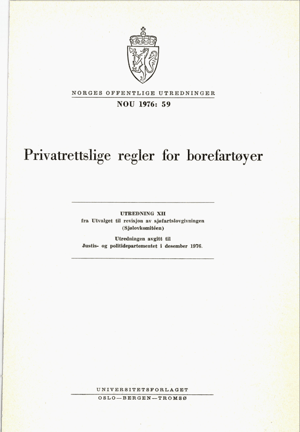 NORGES OFFENTLIGE UTREDNINGER
NOU 1976: 59
Privatrettslige regler for borefartøyer
UTREDNING XII
fra Utvalget til revisjon av sjøfartslovgivningen
(Sjølovkomitéen)
Utredningen avgitt til
Justis- og politidepartementet i desember 1976.
UNIVERSITETSFORLAGET
OSLO—BERGEN—TROMSØ